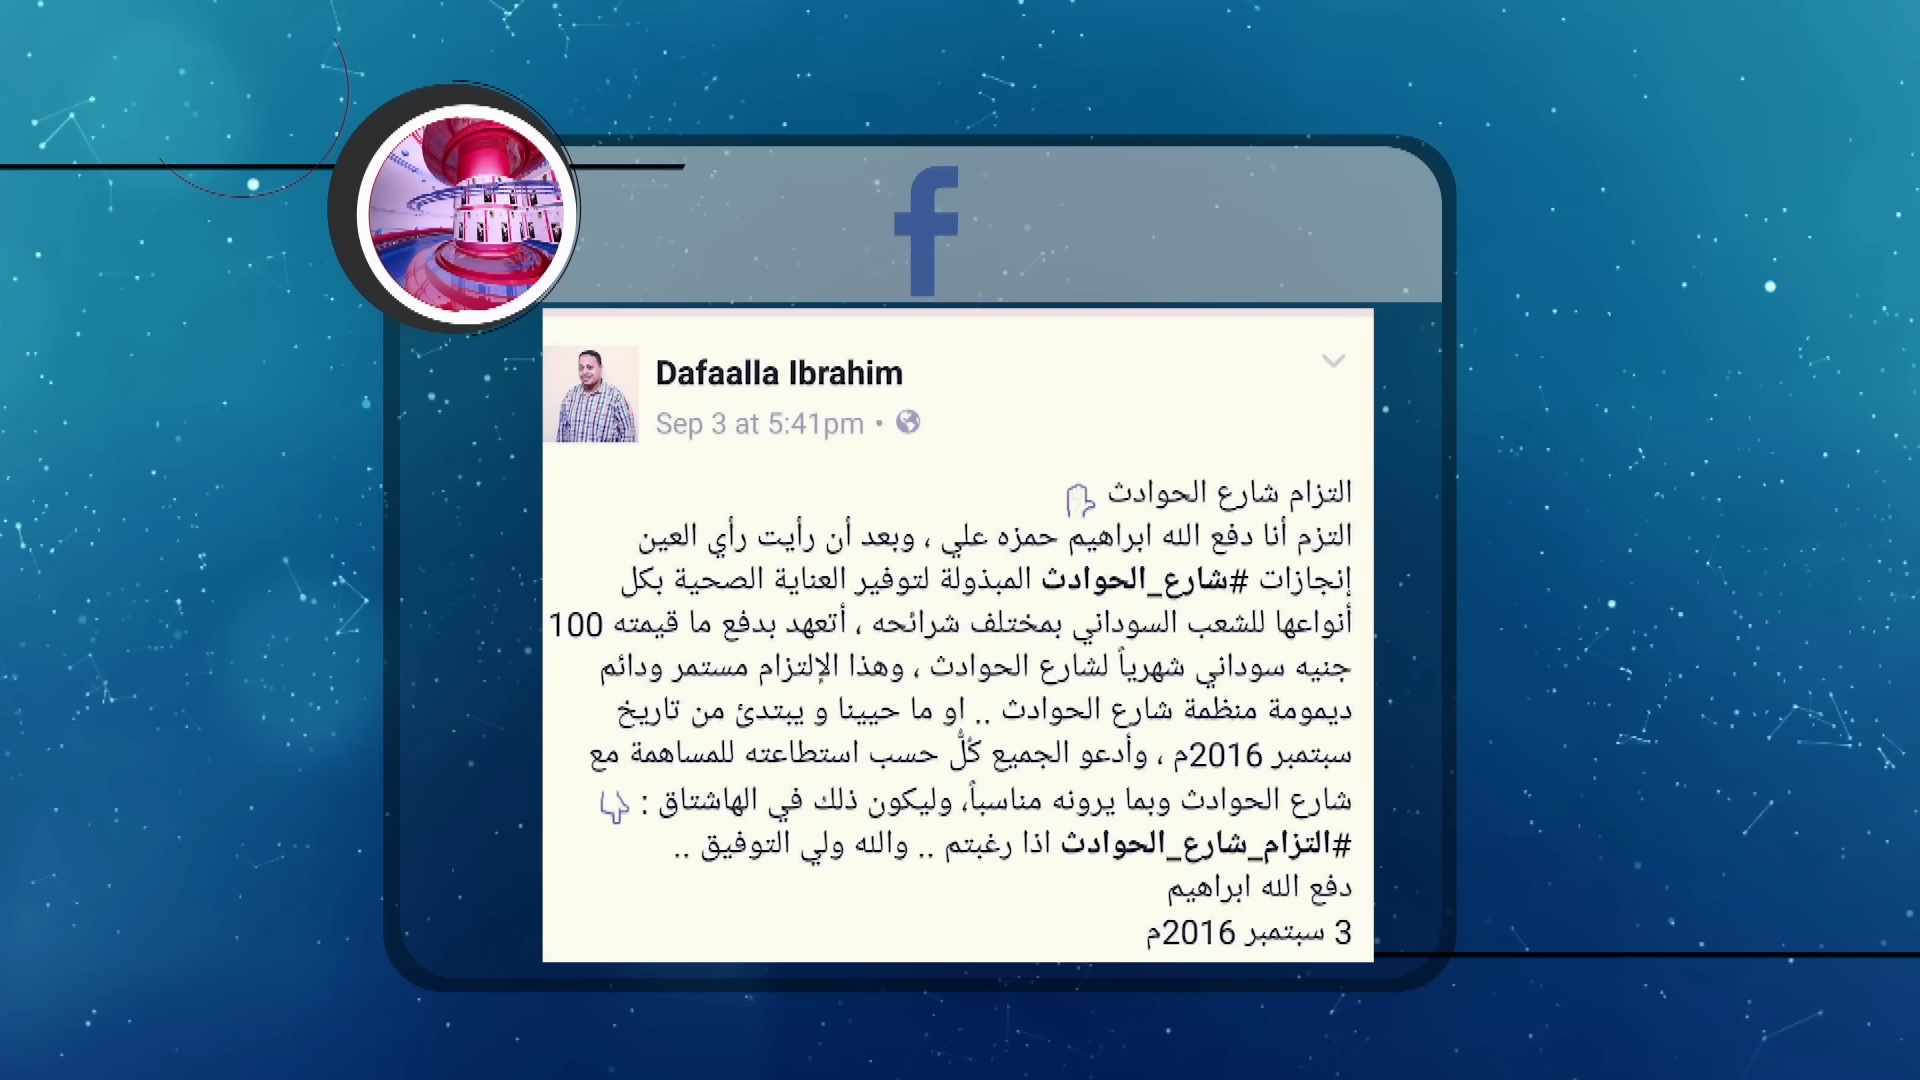 Dafaalla Ibrahim
Sep 3 at 5:41pm
التزام شارع الحوادث
التزم أنا دفع الله ابراهيم حمزه علي ، وبعد أن رأيت رأي العين
إنجازات #شارع_الحوادث المبذولة لتوفير العناية الصحية بكل
أنواعها للشعب السوداني بمختلف شرائحه ، أتعهد بدفع ما قيمته 100
جنيه سوداني شهرياً لشارع الحوادث ، وهذا الإلتزام مستمر ودائم
ديمومة منظمة شارع الحوادث .. او ما حيينا و يبتدئ من تاريخ
سبتمبر 2016م ، وأدعو الجميع كُلُّ حسب استطاعته للمساهمة مع
شارع الحوادث وبما يرونه مناسباً، وليكون ذلك في الهاشتاق :
#التزام_شارع_الحوادث اذا رغبتم .. والله ولي التوفيق ..
دفع الله ابراهيم
3 سبتمبر 2016م